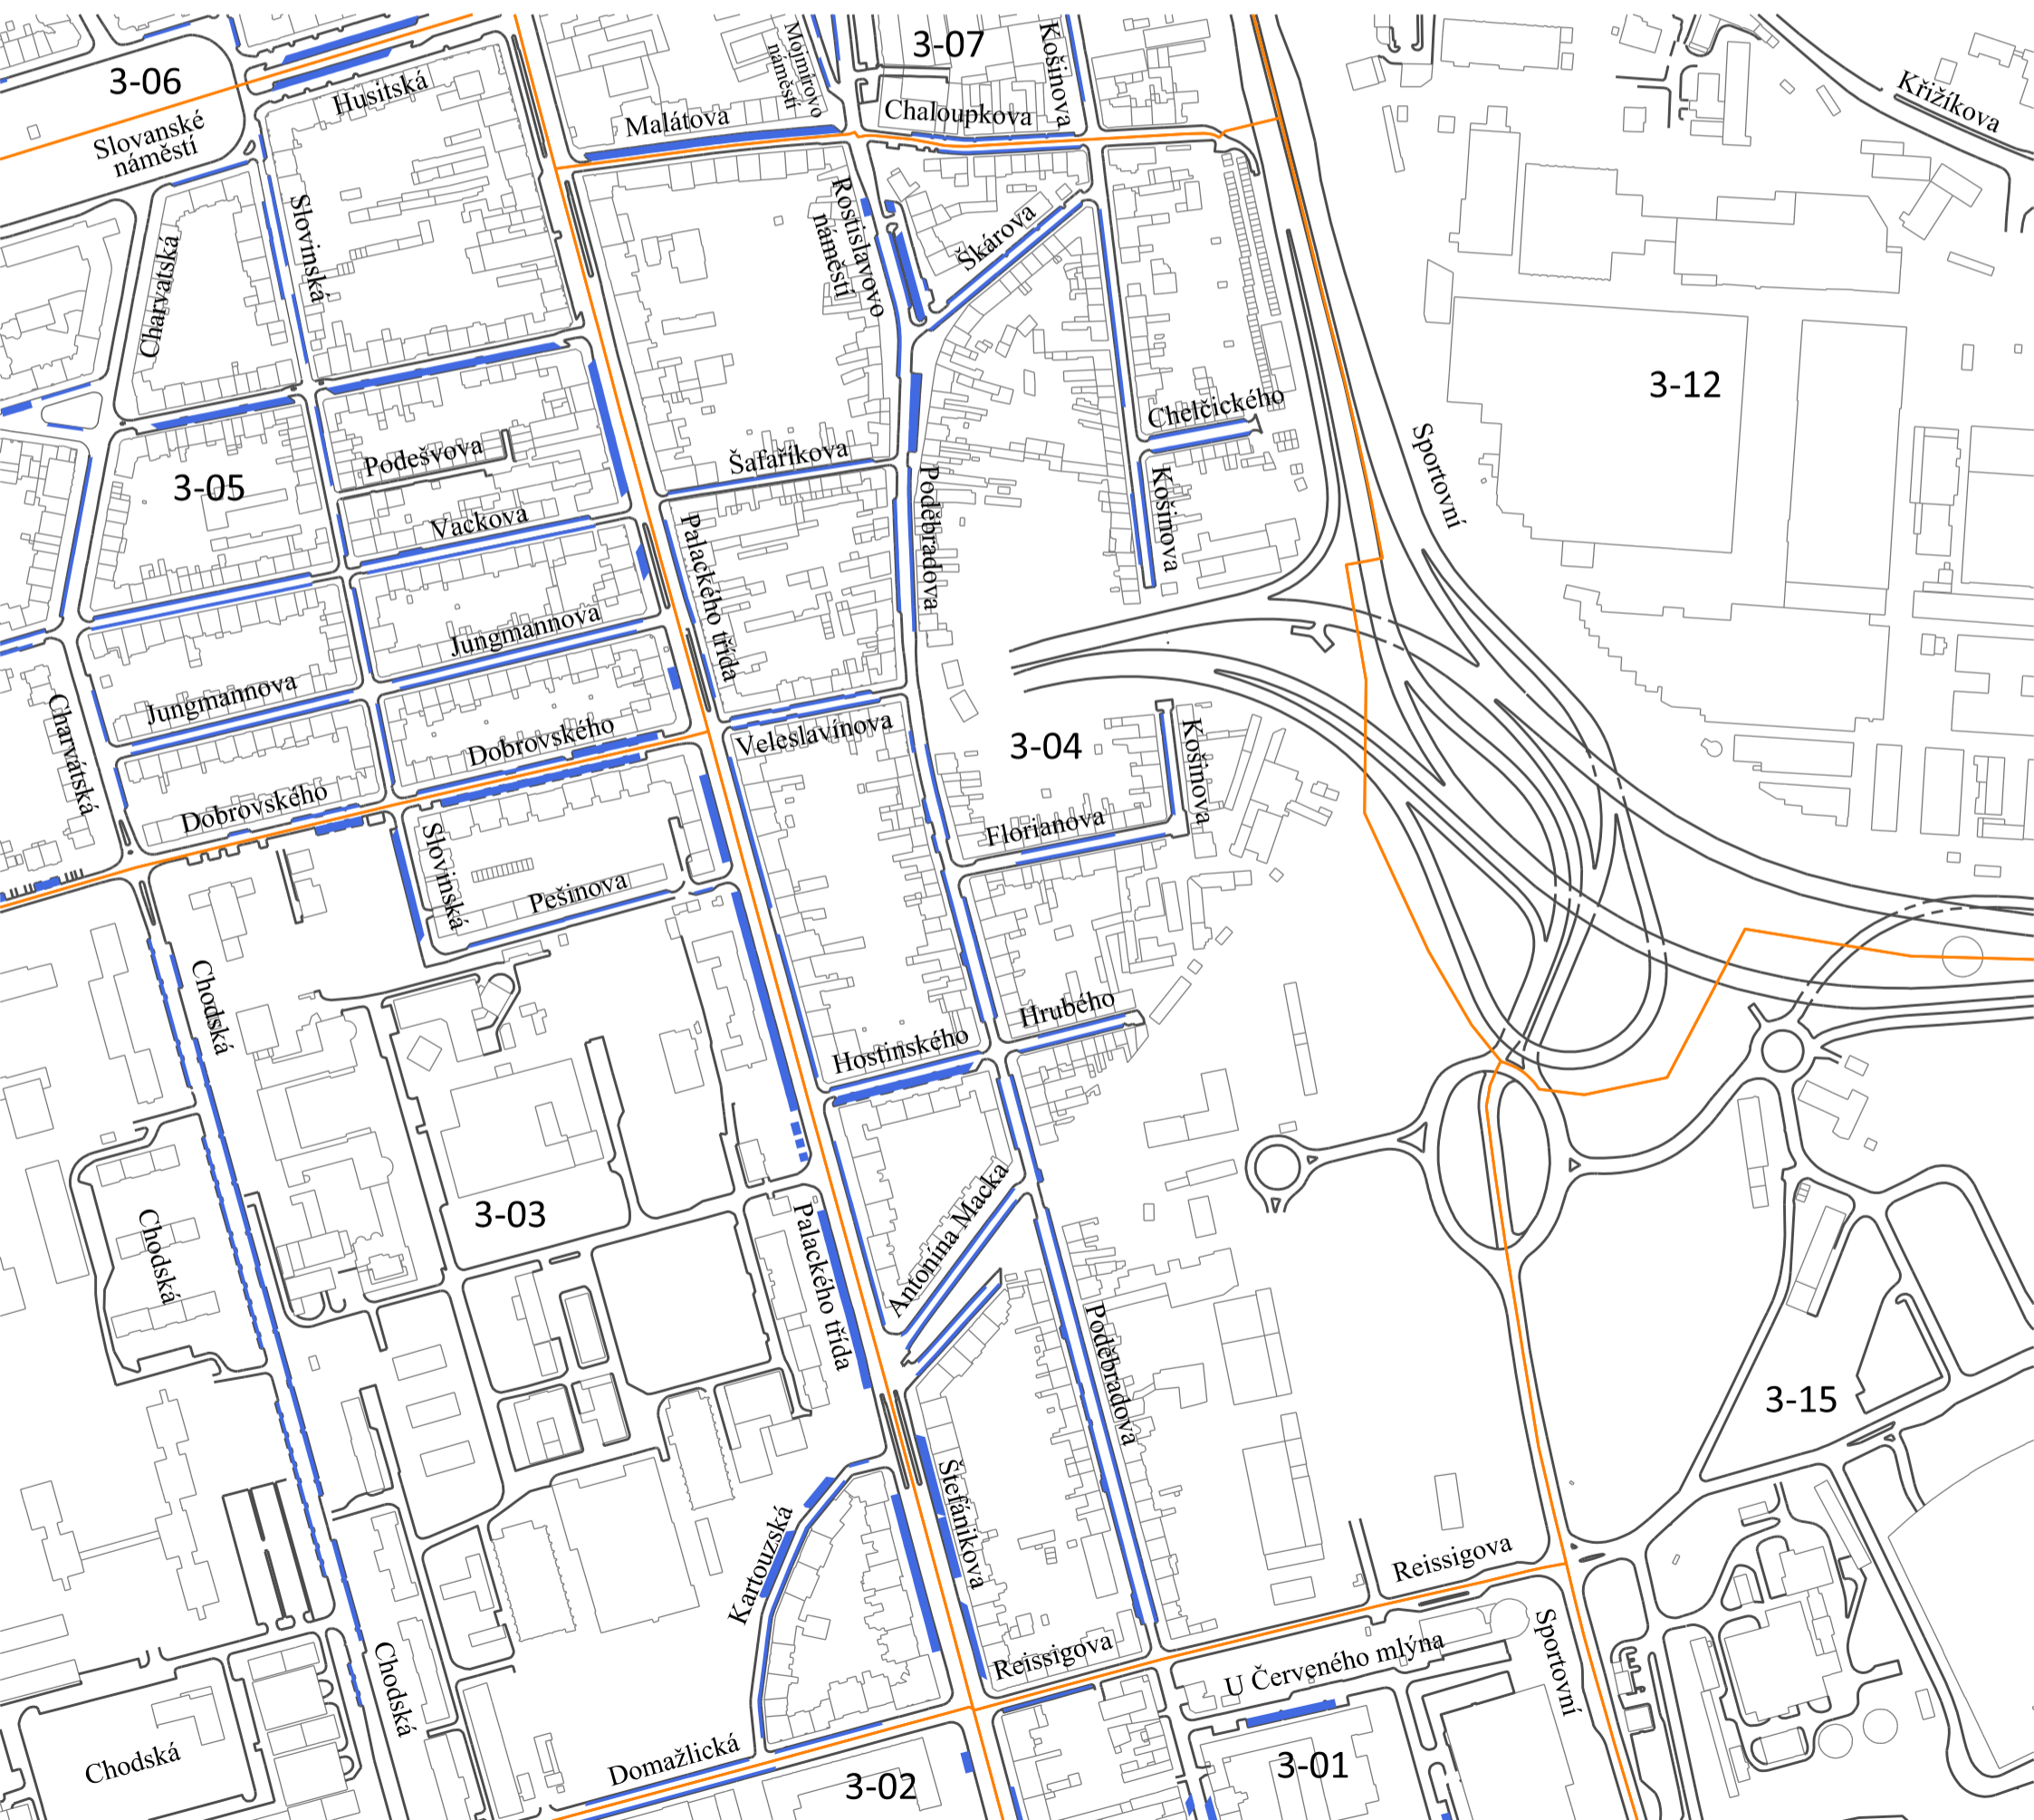 3-07
Mojmírovo
náměstí
Košinova
3-06
Husitská
Křižíkova
Slovanské
náměstí
Malátova
Chaloupkova
Charvatská
Slovinská
Rostislavovo
náměstí
Škárova
3-12
Chelčického
Sportovní
Podešvova
Šafaříkova
3-05
Vackova
Poděbradova
Košinova
Palackého třída
Jungmannova
Jungmannova
Charvátská
Dobrovského
Veleslavínova
3-04
Košinova
Dobrovského
Florianova
Slovinská
Pešinova
Chodská
Hrubého
Hostinského
Chodská
3-03
Palackého třída
Antonína Macka
Poděbradova
3-15
Štefánikova
Kartouzská
Reissigova
Reissigova
U Červeného mlýna
Sportovní
Chodská
Chodská
Domažlická
3-02
3-01